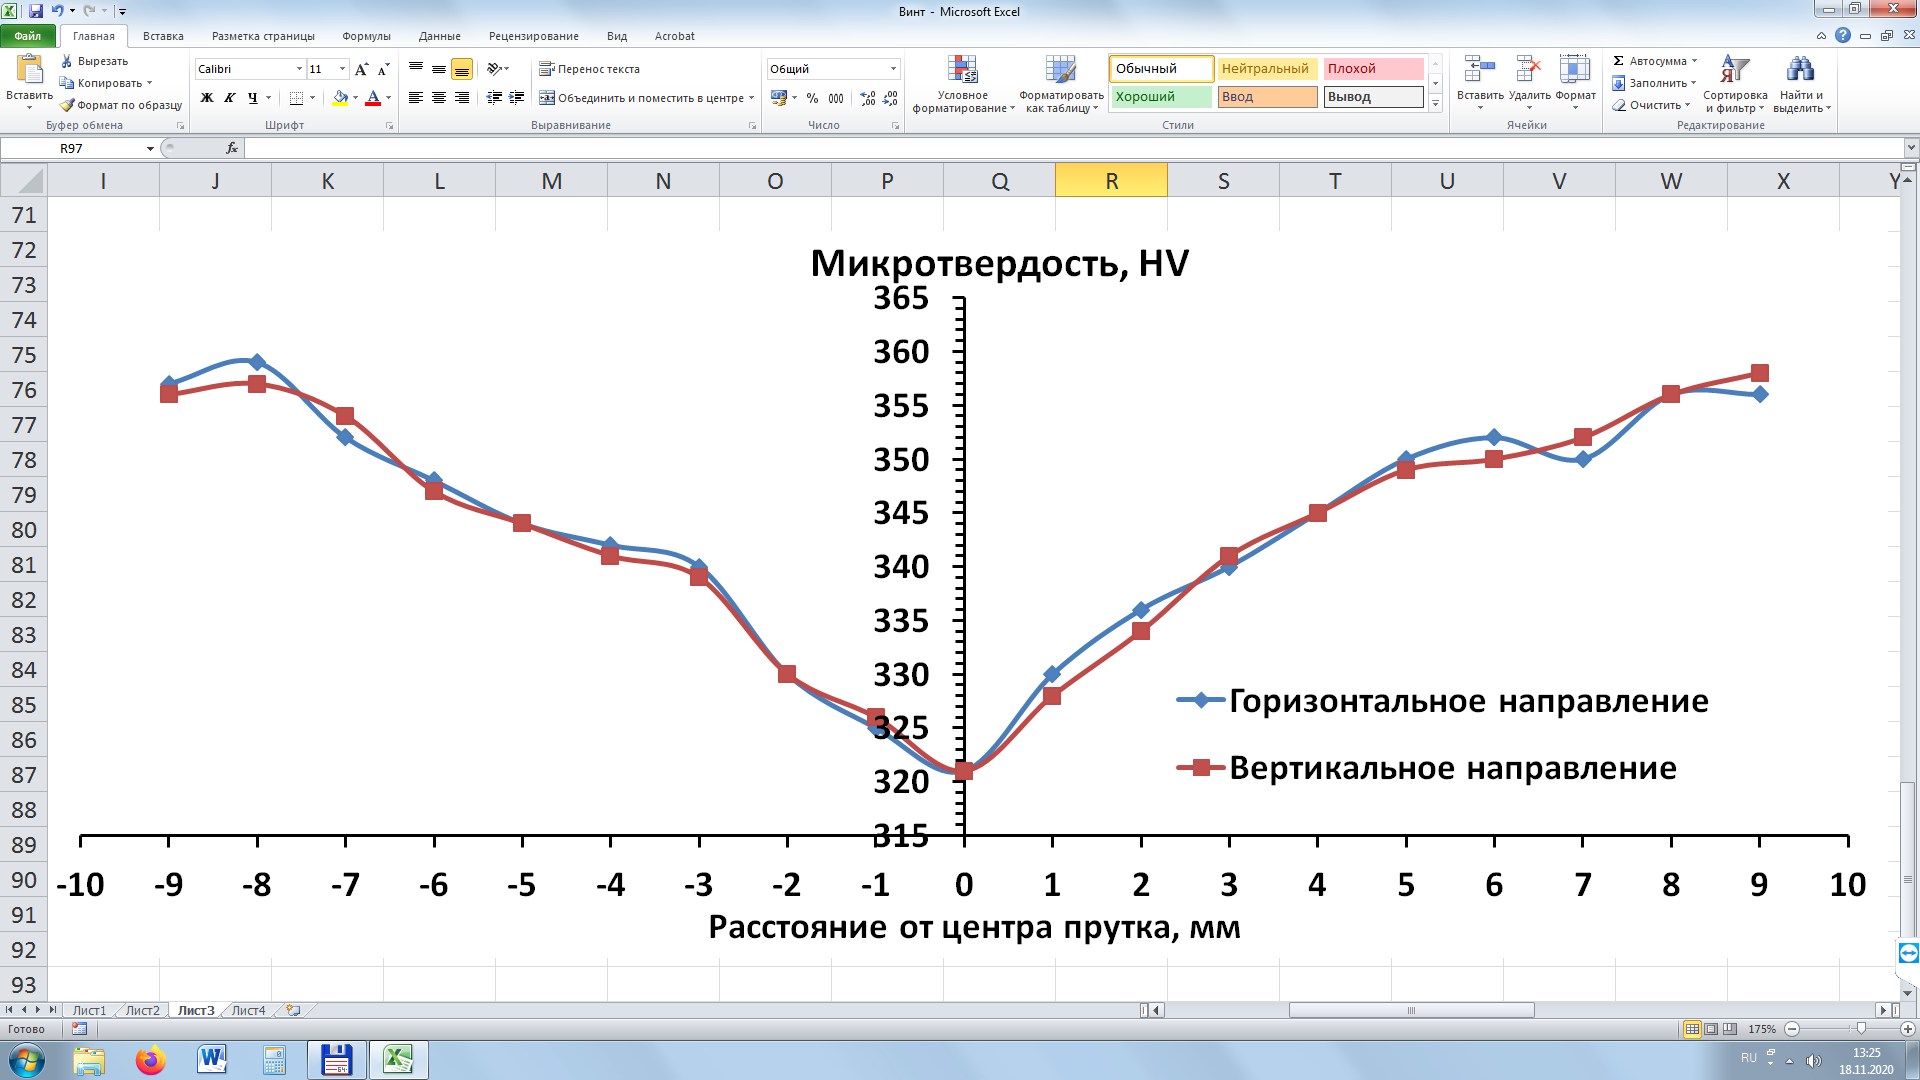 Винт - Microsoft Excel
Файл Главная Вставка Разметка страницы Формулы Данные Рецензирование Вид Acrobat
Вставить
Вырезать
Копировать
Формат по образцу
Буфер обмена
Calibri 11
Ж К Ч
Шрифт
Перенос текста
Объединить и поместить в центре
Выравнивание
Общий
% 000
Число
Условное форматирование
Форматировать как таблицу
Обычный Нейтральный Плохой
Хороший Ввод Вывод
Стили
Вставить Удалить Формат
Ячейки
Σ Автосумма
Заполнить
Очистить
Сортировка и фильтр
Найти и выделить
Редактирование
R97 fx
I J K L M N O P Q R S T U V W X Y
71
72
73
74
75
76
77
78
79
80
81
82
83
84
85
86
87
88
89
90
91
92
93
Микротвердость, HV
365
360
355
350
345
340
335
330
325
320
315
Горизонтальное направление
Вертикальное направление
-10 -9 -8 -7 -6 -5 -4 -3 -2 -1 0 1 2 3 4 5 6 7 8 9 10
Расстояние от центра прутка, мм
Лист1 Лист2 Лист3 Лист4
Готово 175%
RU 13:25
18.11.2020